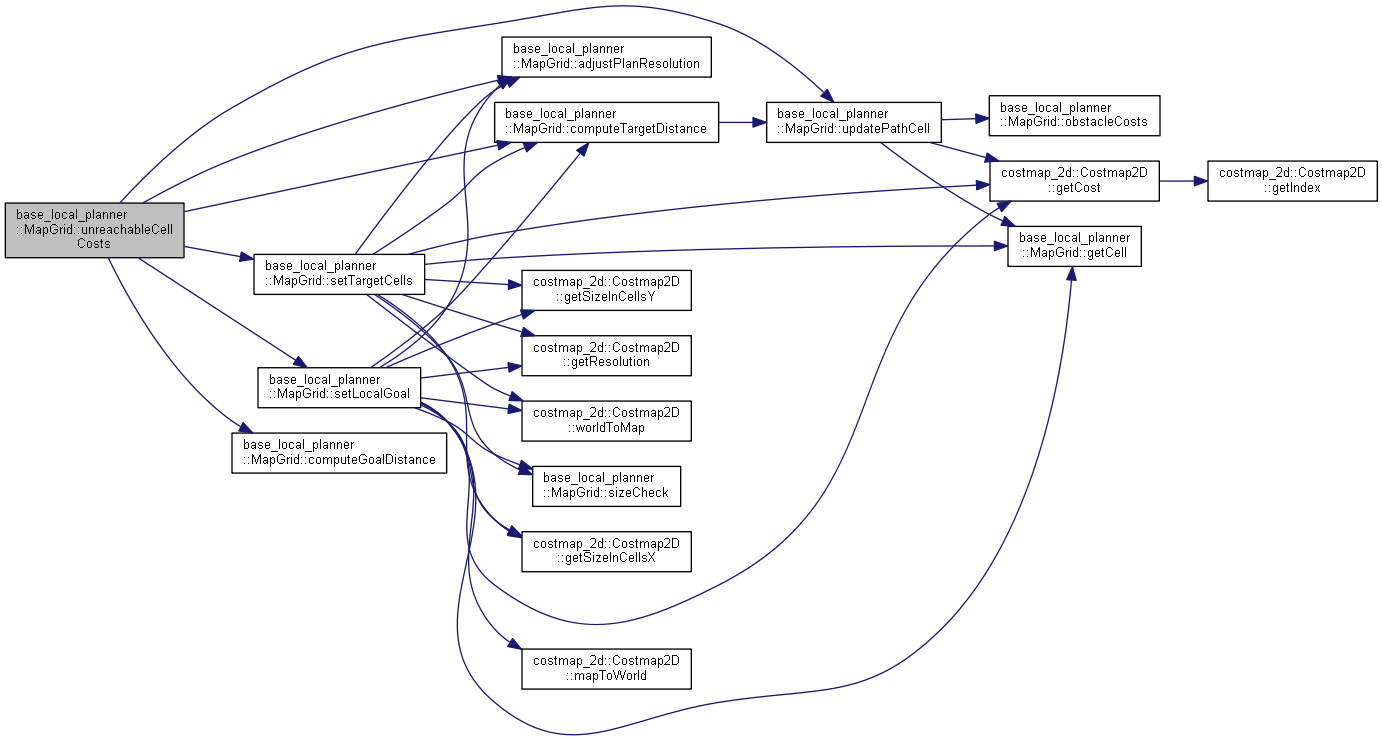 base_local_planner
::MapGrid::unreachableCell
Costs
base_local_planner
::MapGrid::adjustPlanResolution
base_local_planner
::MapGrid::computeTargetDistance
base_local_planner
::MapGrid::updatePathCell
base_local_planner
::MapGrid::obstacleCosts
costmap_2d::Costmap2D
::getCost
costmap_2d::Costmap2D
::getIndex
base_local_planner
::MapGrid::getCell
base_local_planner
::MapGrid::setTargetCells
costmap_2d::Costmap2D
::getSizeInCellsY
costmap_2d::Costmap2D
::getResolution
base_local_planner
::MapGrid::setLocalGoal
costmap_2d::Costmap2D
::worldToMap
base_local_planner
::MapGrid::computeGoalDistance
base_local_planner
::MapGrid::sizeCheck
costmap_2d::Costmap2D
::getSizeInCellsX
costmap_2d::Costmap2D
::mapToWorld